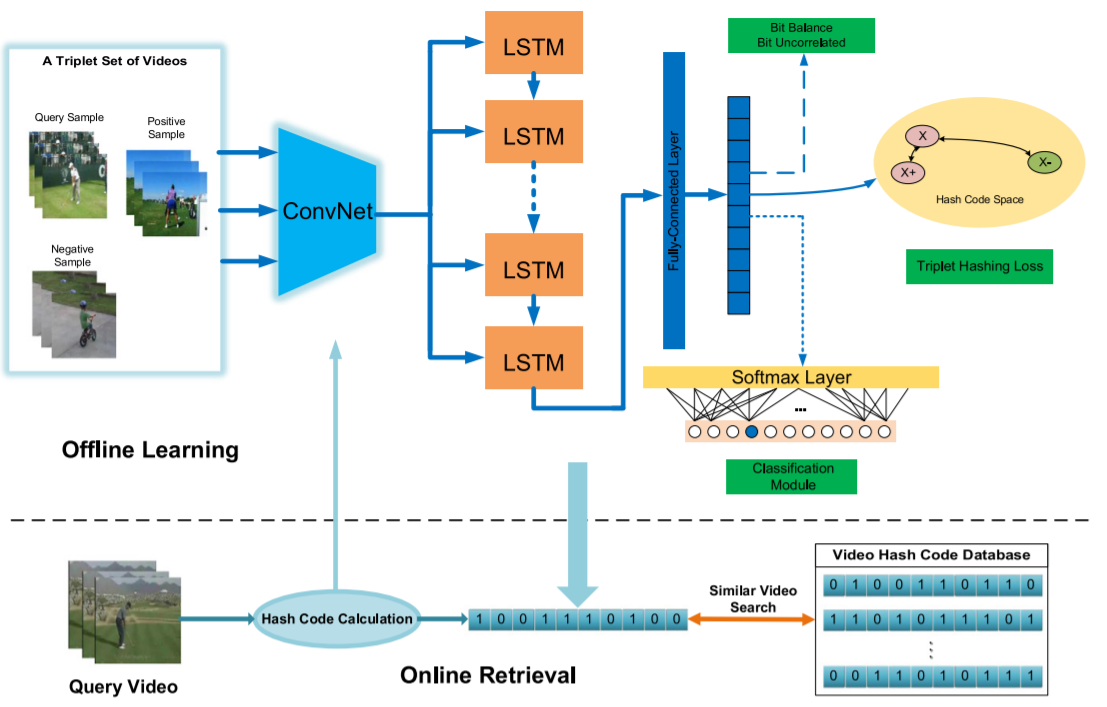 A Triplet Set of Videos
Query Sample
Positive
Sample
Negative
Sample
ConvNet
LSTM
LSTM
LSTM
LSTM
Fully-Connected Layer
Bit Balance
Bit Uncorrelated
X
X+
X-
Hash Code Space
Triplet Hashing Loss
Softmax Layer
...
Classification
Module
Offline Learning
Query Video
Hash Code Calculation
1 0 0 1 1 1 0 1 0 0
Online Retrieval
Similar Video
Search
Video Hash Code Database
0 1 0 0 1 1 0 1 1 0
1 1 0 1 0 1 1 1 0 1
0 0 1 1 0 1 0 1 1 1